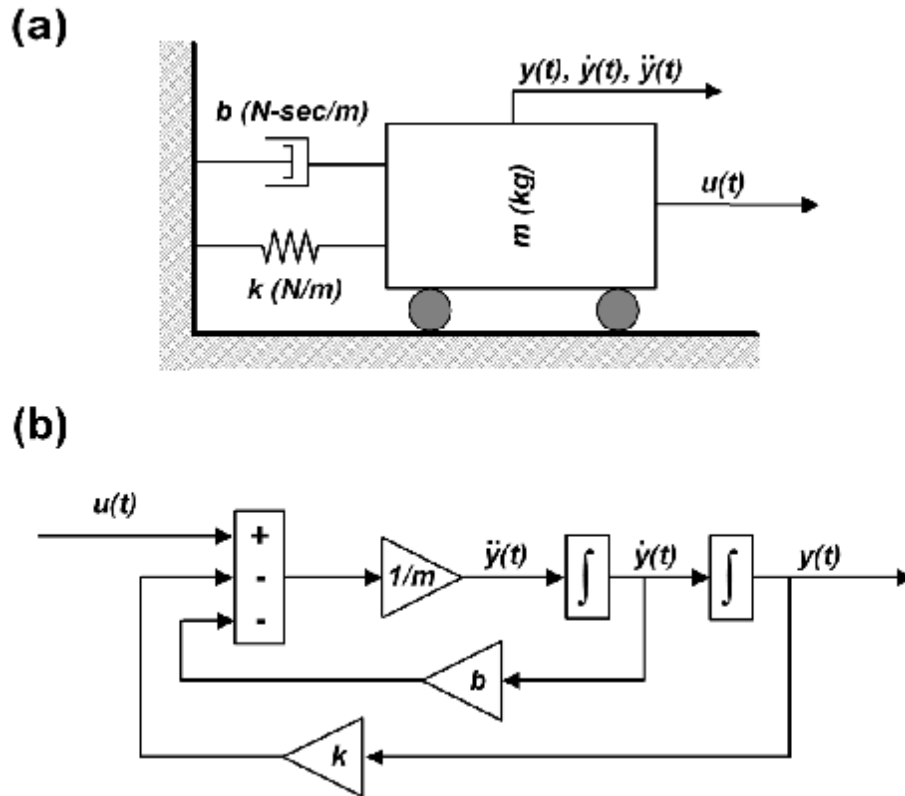 (a)
y(t), ẏ(t), ÿ(t)
b (N-sec/m)
m (kg)
u(t)
k (N/m)
(b)
u(t)
+
-
-
1/m
ÿ(t)
∫
ẏ(t)
∫
y(t)
b
k